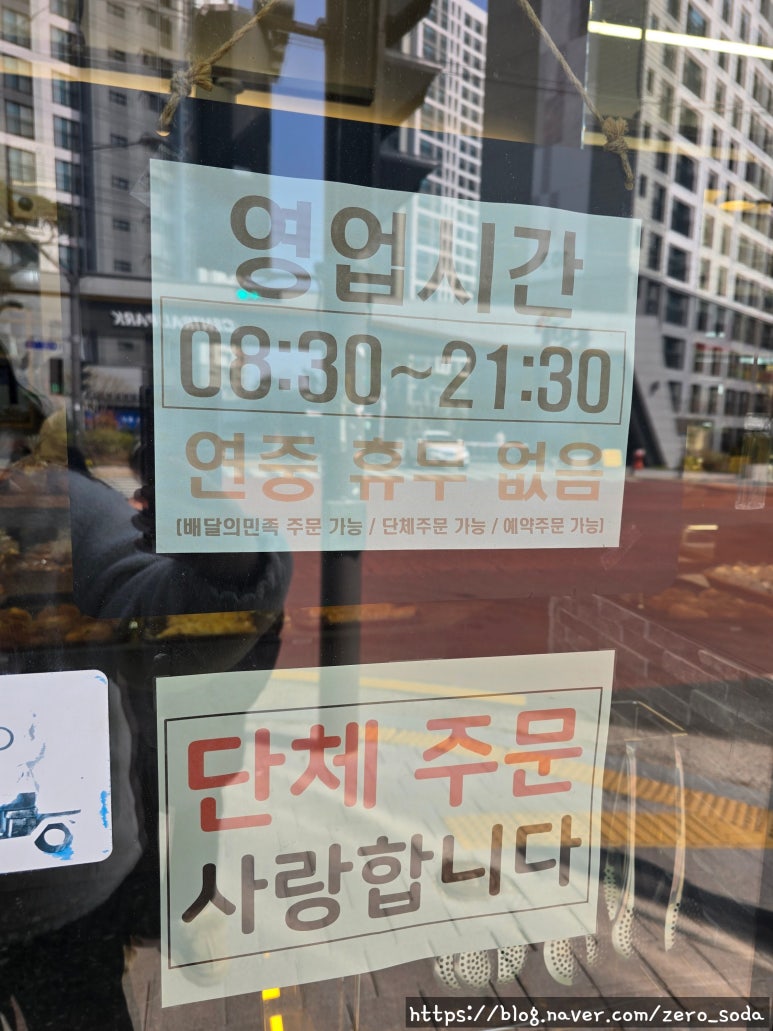 영업시간
08:30~21:30
연중 휴무 없음
(배달의민족 주문 가능 / 단체주문 가능 / 예약주문 가능)
단체 주문
사랑합니다
CENTRAL PARK
https://blog.naver.com/zero_soda